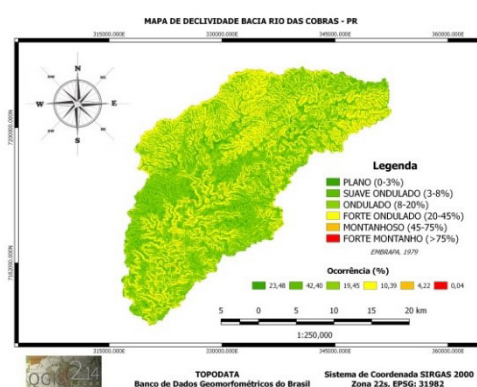 MAPA DE DECLIVIDADE BACIA RIO DAS COBRAS - PR
315000.000E 330000.000E 345000.000E 360000.000E
N
W E
S
Legenda
PLANO (0-3%)
SUAVE ONDULADO (3-8%)
ONDULADO (8-20%)
FORTE ONDULADO (20-45%)
MONTANHOSO (45-75%)
FORTE MONTANHO (>75%)
EMBRAPA, 1979
Ocorrência (%)
23,48 42,40 19,45 10,39 4,22 0,04
5 0 5 10 15 20 km
1:250,000
315000.000E 330000.000E 345000.000E 360000.000E
TOPODATA
Banco de Dados Geomorfométricos do Brasil
Sistema de Coordenada SIRGAS 2000
Zona 22s, EPSG: 31982